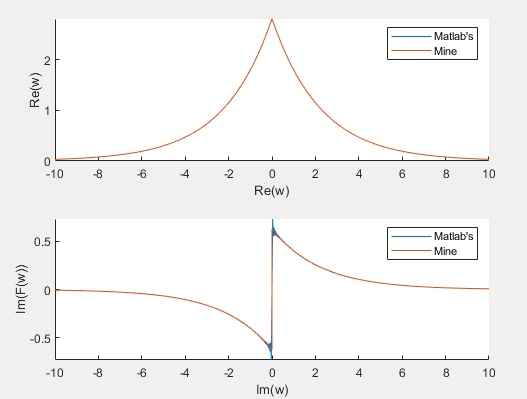 Matlab's
Mine
Re(w)
2
1
0
-10 -8 -6 -4 -2 0 2 4 6 8 10
Re(w)
Matlab's
Mine
Im(F(w))
0.5
0
-0.5
-10 -8 -6 -4 -2 0 2 4 6 8 10
Im(w)